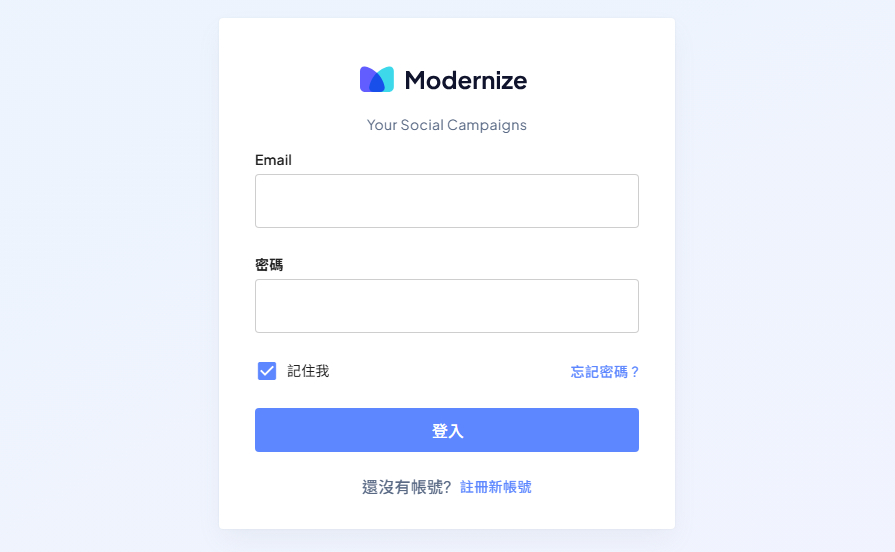 Modernize
Your Social Campaigns
Email
密碼
記住我 忘記密碼 ?
登入
還沒有帳號? 註冊新帳號